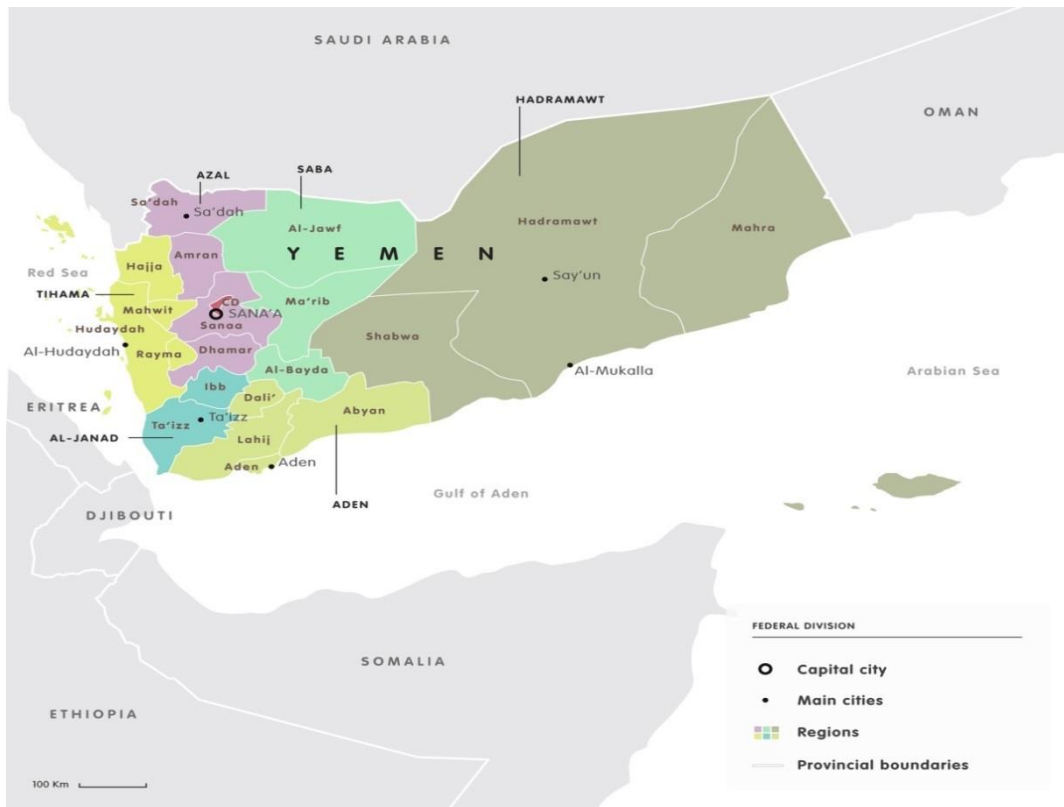 SAUDI ARABIA
HADRAMAWT
OMAN
AZAL
SABA
Sa'dah
Sa'dah
Al-Jawf
Hadramawt
Mahra
YEMEN
Amran
Hajja
Red Sea
Say'un
TIHAMA
CD
Ma'rib
Mahwit
SANA'A
Sanaa
Hudaydah
Shabwa
Al-Hudaydah
Rayma
Dhamar
Al-Bayda
Al-Mukalla
Arabian Sea
Ibb
Dali'
ERITREA
Abyan
Ta'izz
Ta'izz
AL-JANAD
Lahij
Aden
Aden
Gulf of Aden
ADEN
DJIBOUTI
SOMALIA
ETHIOPIA
100 Km
FEDERAL DIVISION
Capital city
Main cities
Regions
Provincial boundaries